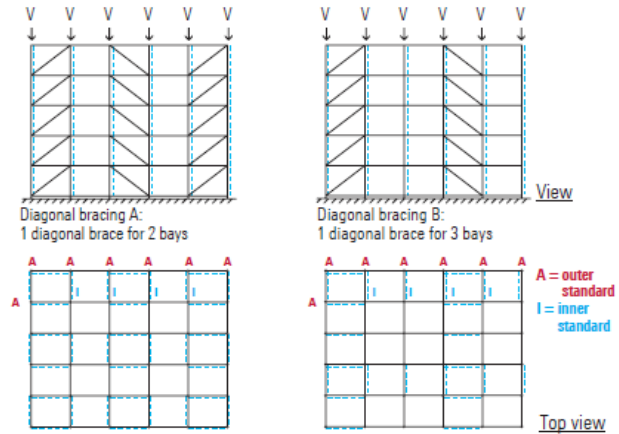 V V V V V V
V V V V V V
View
Diagonal bracing A:
1 diagonal brace for 2 bays
Diagonal bracing B:
1 diagonal brace for 3 bays
A A A A A A
A A A A A A
A = outer
standard
A
I I I I
A
I I I I
I = inner
standard
Top view